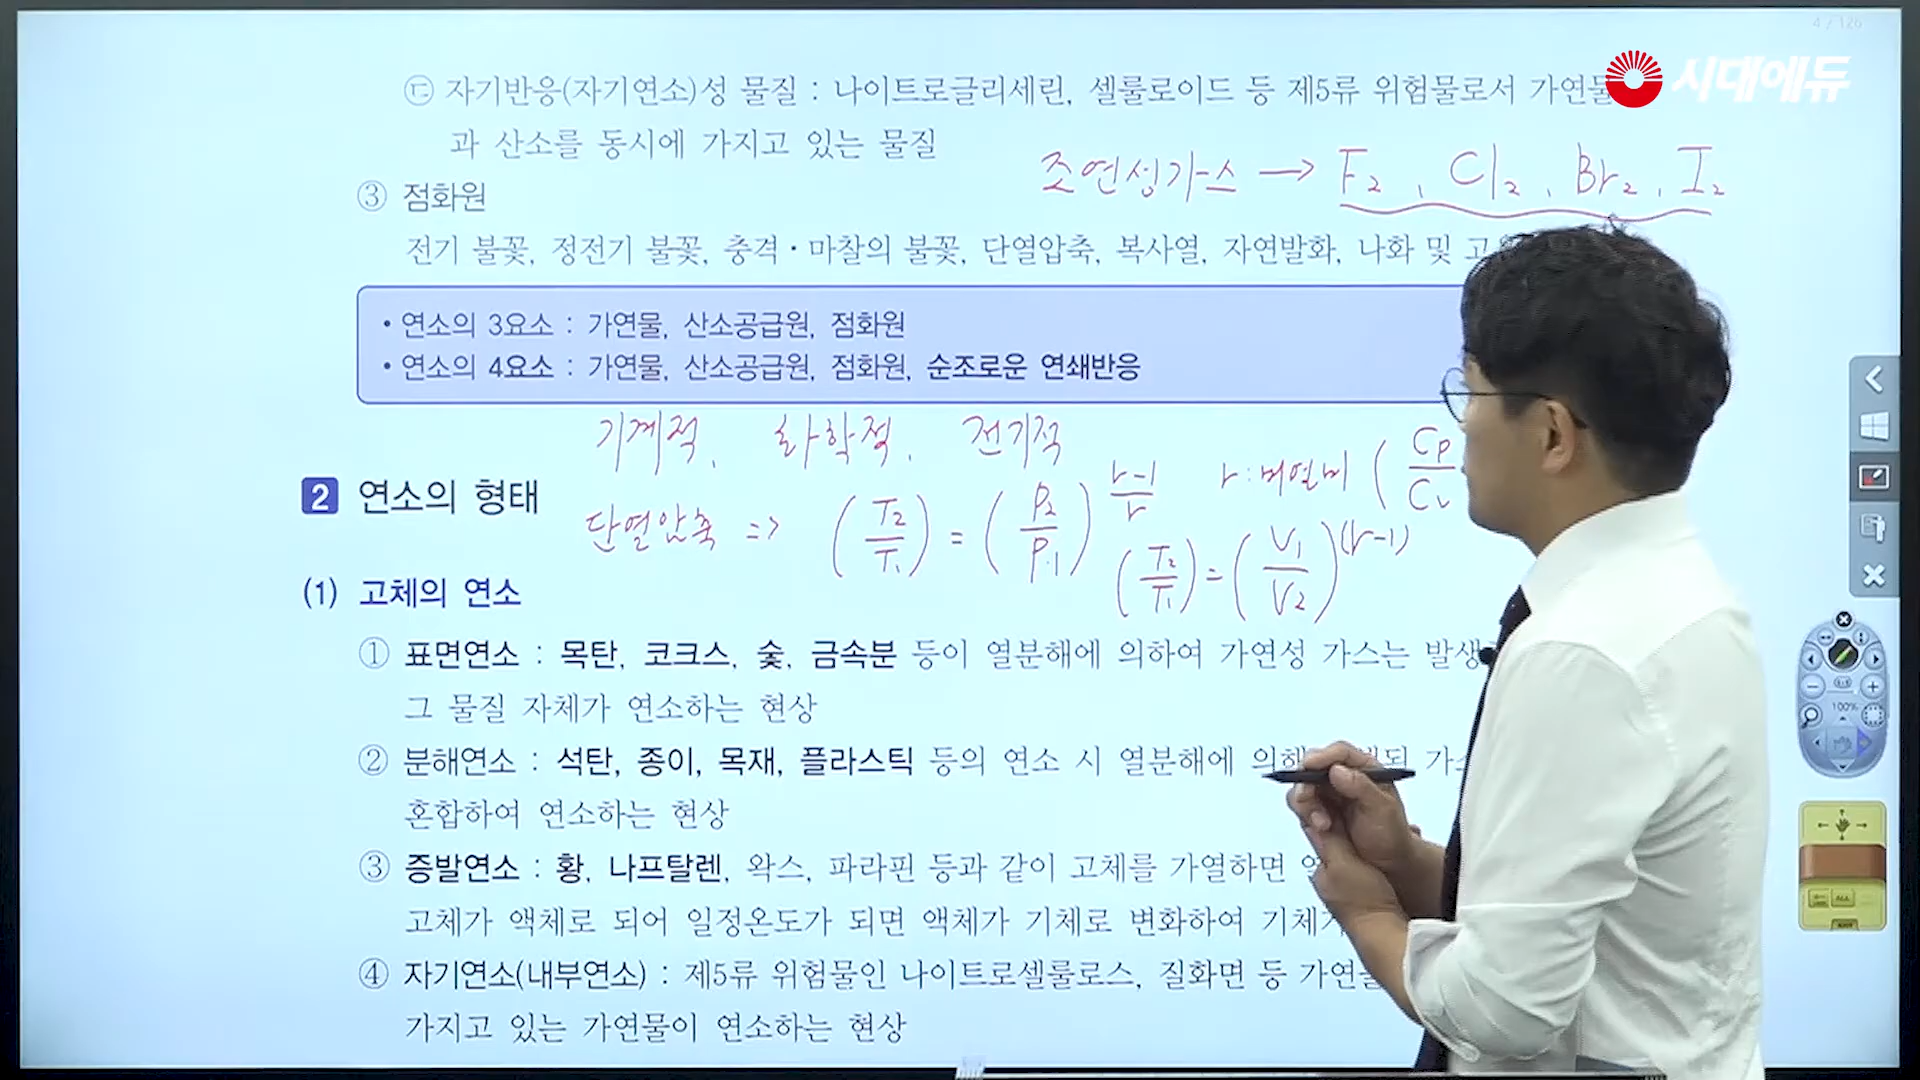 4 / 126
시대에듀
㉢ 자기반응(자기연소)성 물질 : 나이트로글리세린, 셀룰로이드 등 제5류 위험물로서 가연물
과 산소를 동시에 가지고 있는 물질
조연성가스 → F₂, Cl₂, Br₂, I₂
③ 점화원
전기 불꽃, 정전기 불꽃, 충격·마찰의 불꽃, 단열압축, 복사열, 자연발화, 나화 및 고
• 연소의 3요소 : 가연물, 산소공급원, 점화원
• 연소의 4요소 : 가연물, 산소공급원, 점화원, 순조로운 연쇄반응
기계적, 화학적, 전기적
r : 비열비 (Cp/Cv
2 연소의 형태
단열압축 => (T₂/T₁) = (P₂/P₁)^((r-1)/r)
(T₂/T₁) = (V₁/V₂)^(r-1)
(1) 고체의 연소
① 표면연소 : 목탄, 코크스, 숯, 금속분 등이 열분해에 의하여 가연성 가스는 발생
그 물질 자체가 연소하는 현상
② 분해연소 : 석탄, 종이, 목재, 플라스틱 등의 연소 시 열분해에 의해
혼합하여 연소하는 현상
③ 증발연소 : 황, 나프탈렌, 왁스, 파라핀 등과 같이 고체를 가열하면
고체가 액체로 되어 일정온도가 되면 액체가 기체로 변화하여
④ 자기연소(내부연소) : 제5류 위험물인 나이트로셀룰로스, 질화면 등
가지고 있는 가연물이 연소하는 현상
100%